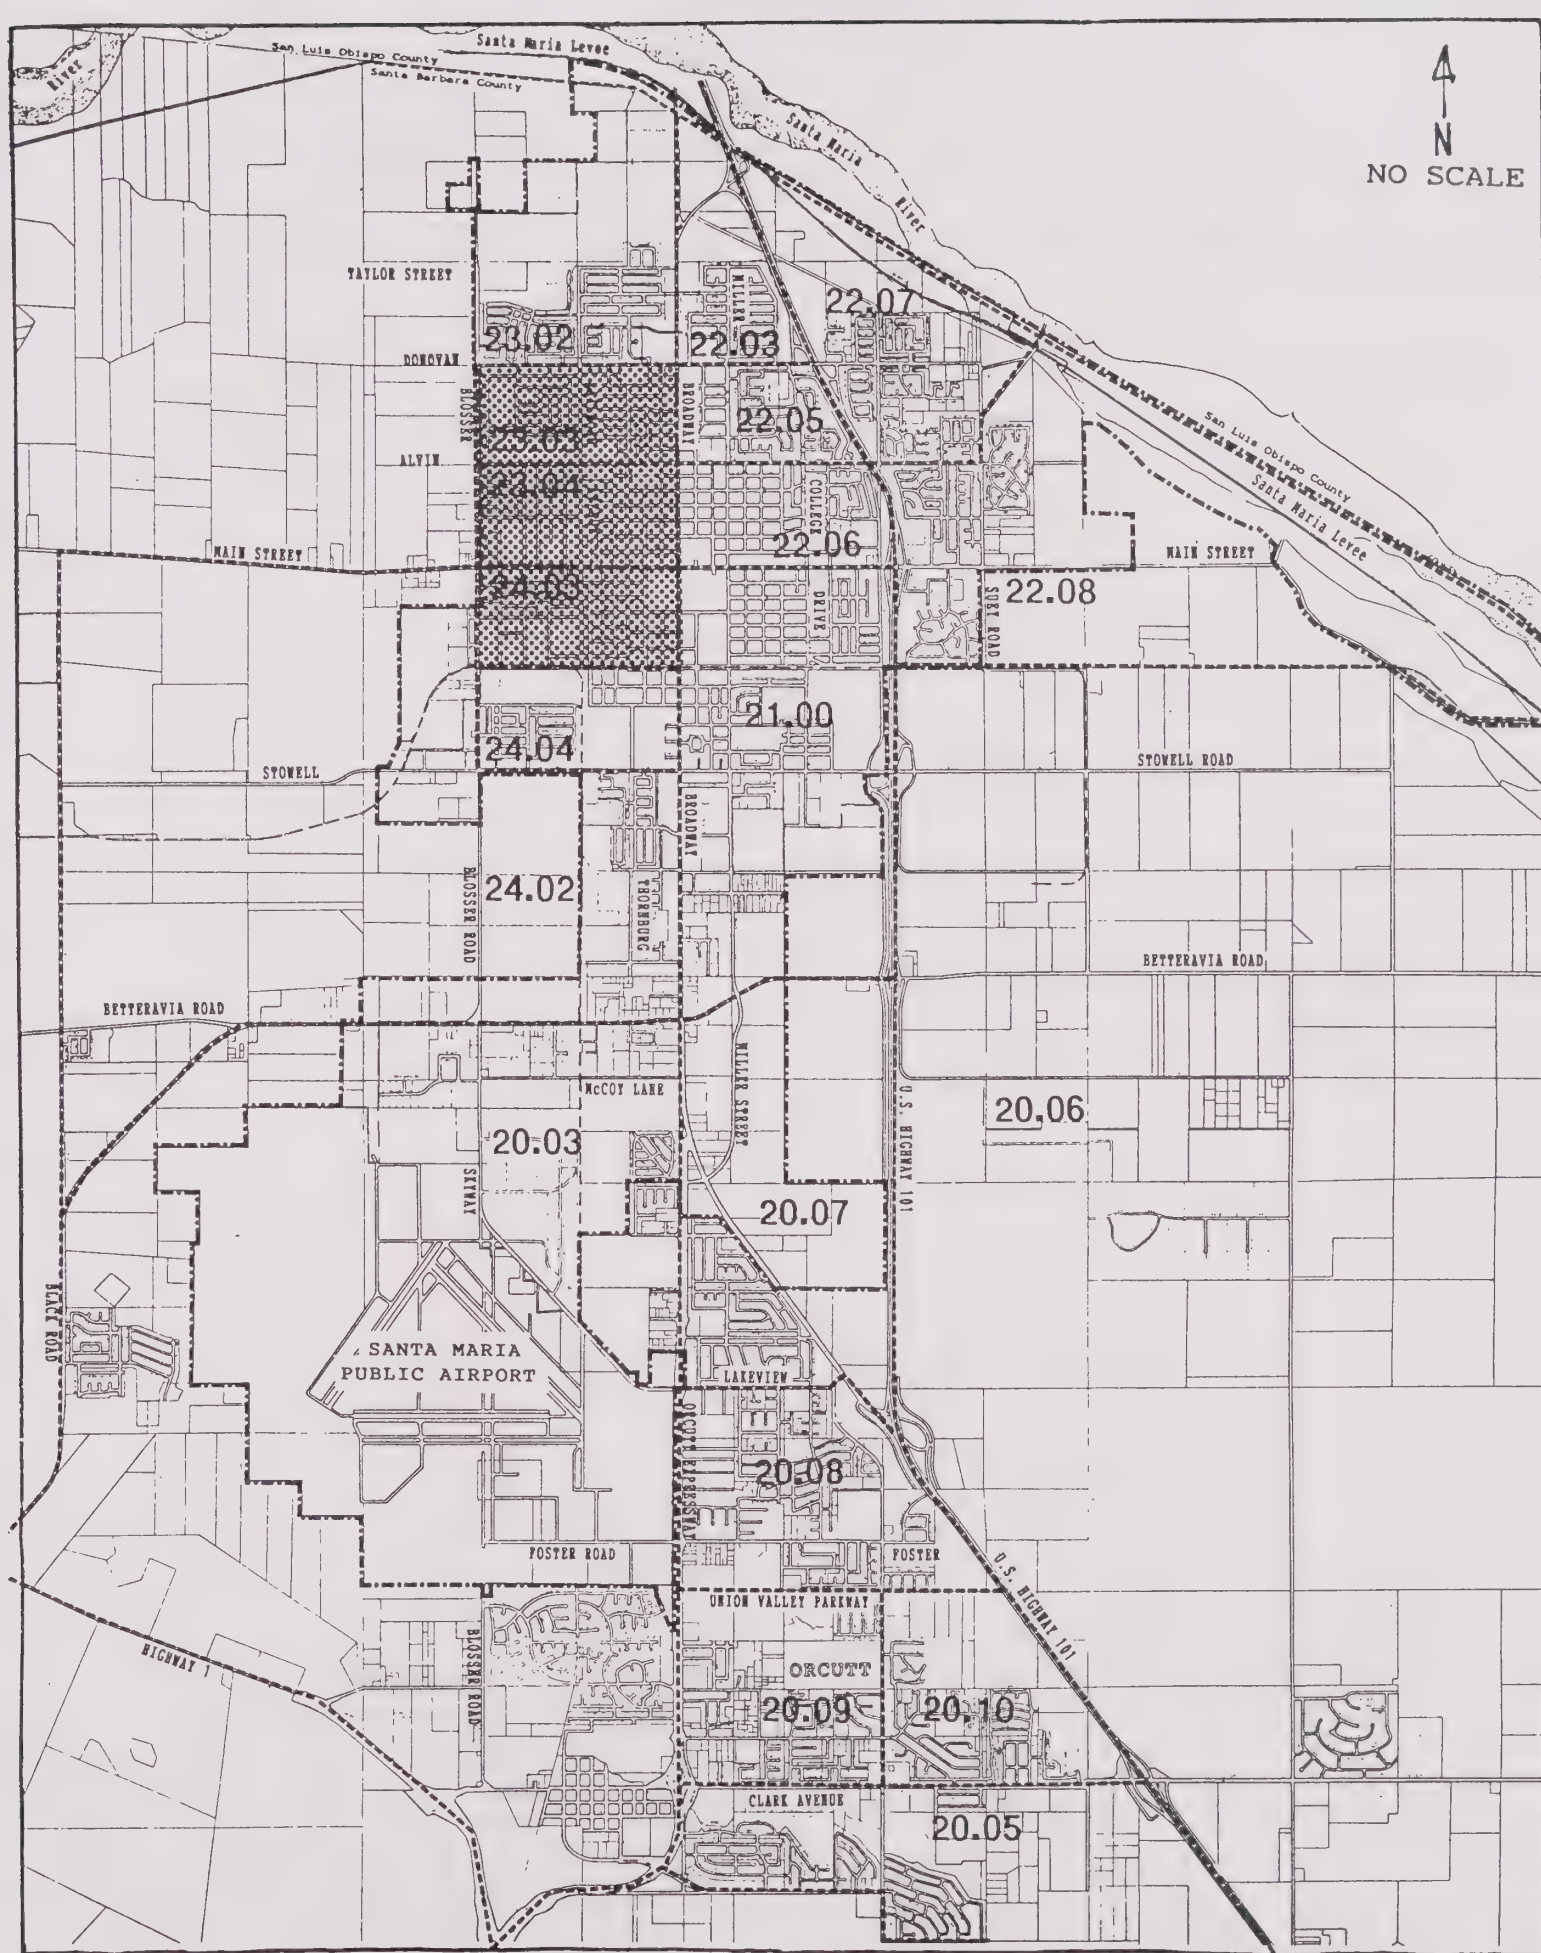 San Luis Obispo County
Santa Maria Levee
River
Santa Barbara County
N
NO SCALE
Santa Maria
River
TAYLOR STREET
MILLER
22.07
23.02
22.03
DONOVAN
BLOSSER
BROADWAY
22.05
23.03
ALVIN
23.04
COLLEGE
San Luis Obispo County
Santa Maria Levee
22.06
MAIN STREET
MAIN STREET
24.03
DRIVE
SUEY ROAD
22.08
21.00
24.04
STOWELL
STOWELL ROAD
BROADWAY
24.02
BLOSSER ROAD
THORNBURG
BETTERAVIA ROAD
BETTERAVIA ROAD
MILLER STREET
McCOY LANE
U.S. HIGHWAY 101
20.06
20.03
SKYWAY
20.07
BLACK ROAD
SANTA MARIA
PUBLIC AIRPORT
LAKEVIEW
ORCUTT EXPRESSWAY
20.08
FOSTER ROAD
FOSTER
U.S. HIGHWAY 101
UNION VALLEY PARKWAY
HIGHWAY 1
BLOSSER ROAD
ORCUTT
20.09
20.10
CLARK AVENUE
20.05